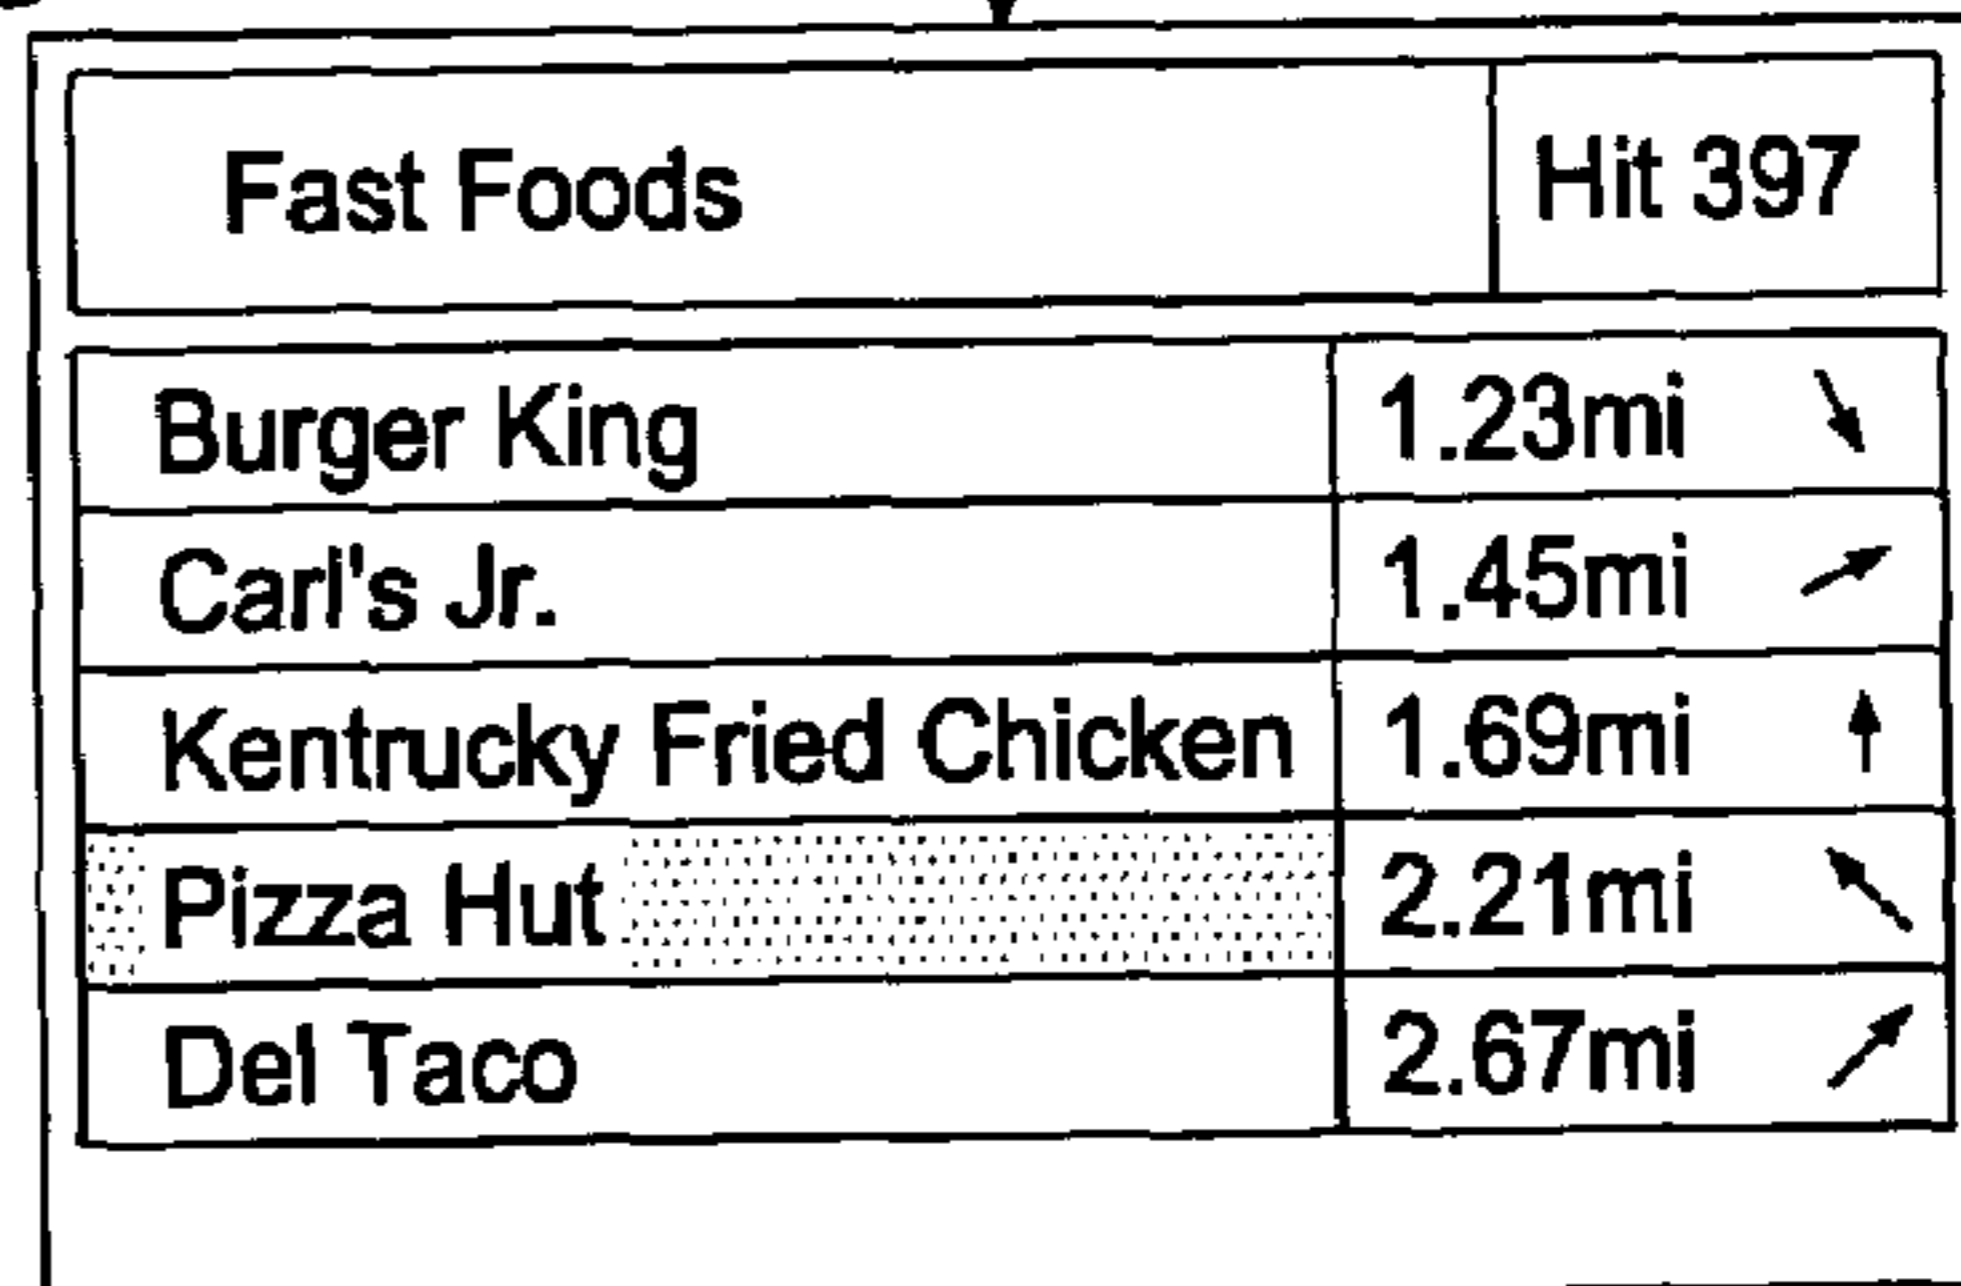 Fast Foods Hit 397
Burger King 1.23mi
Carl's Jr. 1.45mi
Kentrucky Fried Chicken 1.69mi
Pizza Hut 2.21mi
Del Taco 2.67mi